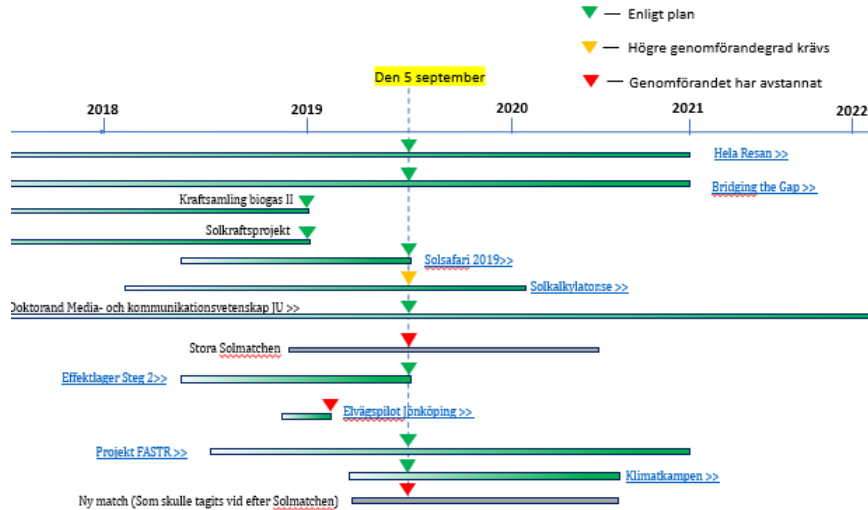 Enligt plan
Högre genomförandegrad krävs
Den 5 september
Genomförandet har avstannat
2018 2019 2020 2021 2022
Hela Resan >>
Bridging the Gap >>
Kraftsamling biogas II
Solkraftsprojekt
Solsafari 2019>>
Solkalkylator.se >>
Doktorand Media- och kommunikationsvetenskap JU >>
Stora Solmatchen
Effektlager Steg 2>>
Elvägspilot Jönköping >>
Projekt FASTR >>
Klimatkampen >>
Ny match (Som skulle tagits vid efter Solmatchen)